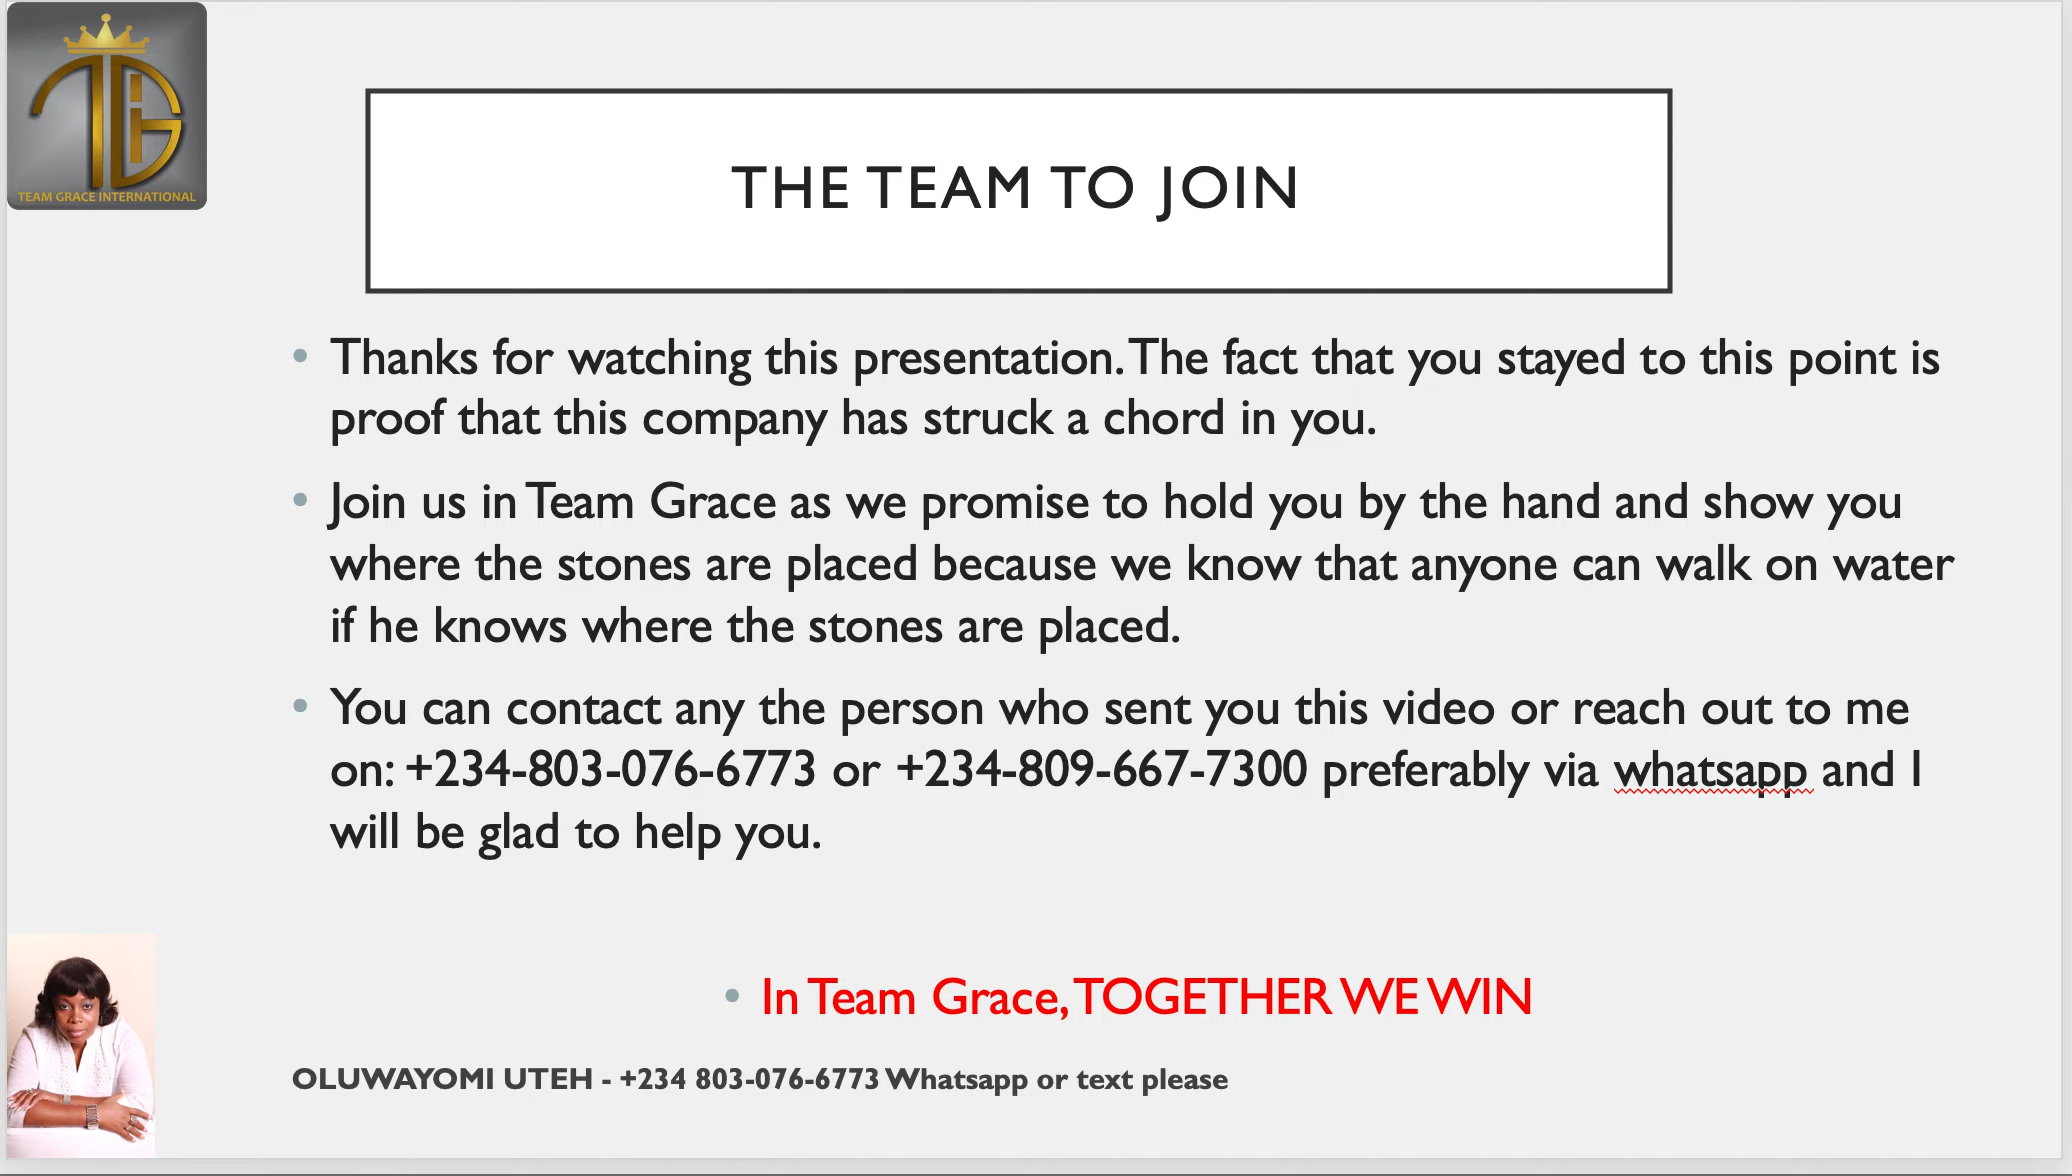 TEAM GRACE INTERNATIONAL
THE TEAM TO JOIN
• Thanks for watching this presentation. The fact that you stayed to this point is
proof that this company has struck a chord in you.
• Join us in Team Grace as we promise to hold you by the hand and show you
where the stones are placed because we know that anyone can walk on water
if he knows where the stones are placed.
• You can contact any the person who sent you this video or reach out to me
on: +234-803-076-6773 or +234-809-667-7300 preferably via whatsapp and I
will be glad to help you.
• In Team Grace, TOGETHER WE WIN
OLUWAYOMI UTEH - +234 803-076-6773 Whatsapp or text please